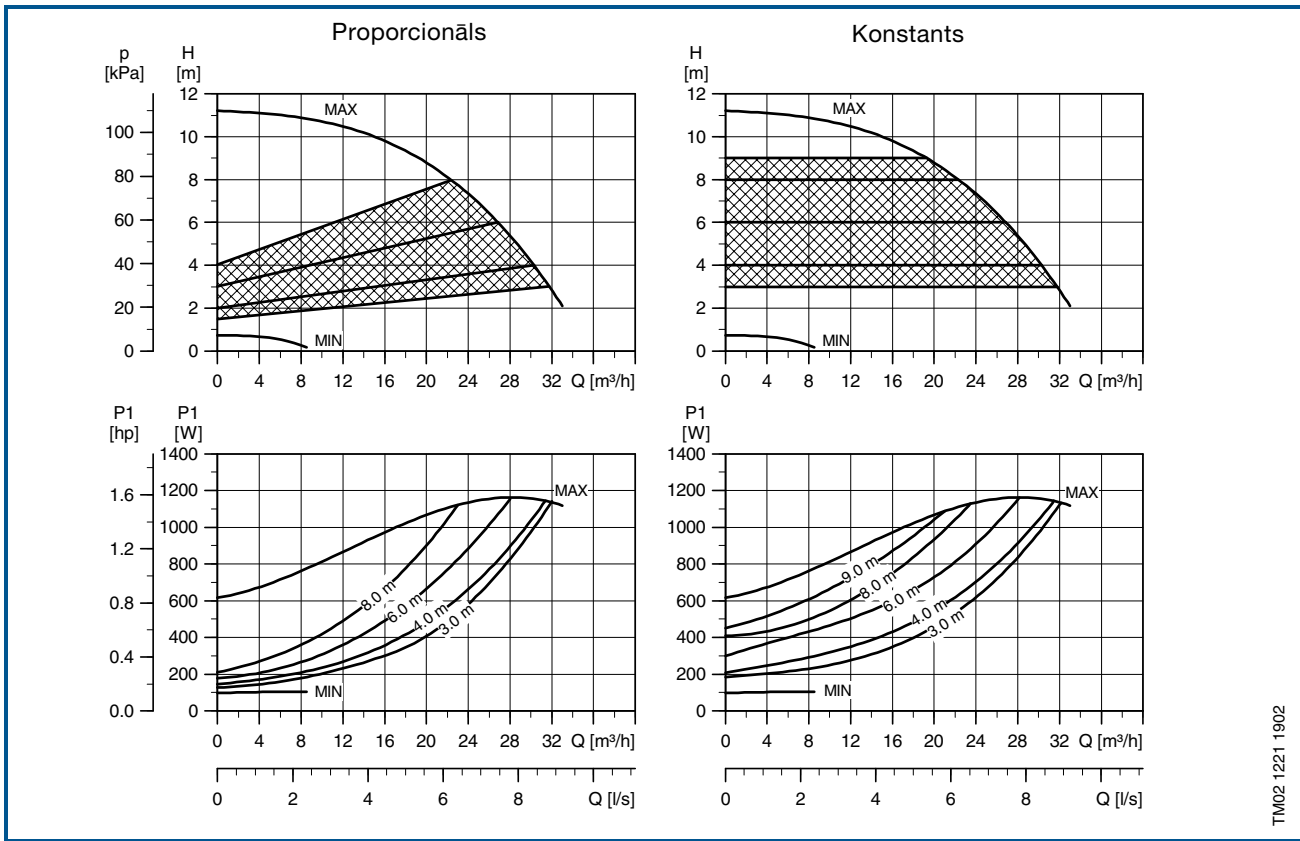 Proporcionāls
Konstants
p
[kPa]
H
[m]
H
[m]
12
10
8
6
4
2
0
100
80
60
40
20
0
MAX
MIN
0 4 8 12 16 20 24 28 32 Q [m³/h]
12
10
8
6
4
2
0
MAX
MIN
0 4 8 12 16 20 24 28 32 Q [m³/h]
P1
[hp]
P1
[W]
1.6
1.2
0.8
0.4
0.0
1400
1200
1000
800
600
400
200
0
MAX
8.0 m
6.0 m
4.0 m
3.0 m
MIN
0 4 8 12 16 20 24 28 32 Q [m³/h]
0 2 4 6 8 Q [l/s]
P1
[W]
1400
1200
1000
800
600
400
200
0
MAX
9.0 m
8.0 m
6.0 m
4.0 m
3.0 m
MIN
0 4 8 12 16 20 24 28 32 Q [m³/h]
0 2 4 6 8 Q [l/s]
TM02 1221 1902